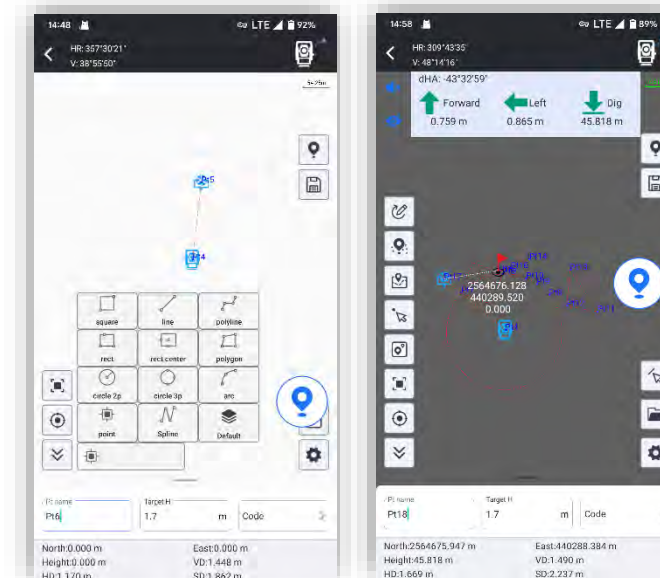 14:48
LTE 92%
HR: 357°30'21"
V: 38°55'50"
Pt5
Pt4
square
line
polyline
rect
rect center
polygon
circle 2p
circle 3p
arc
point
Spline
Default
Pt name
Pt6
Target H
1.7 m
Code
North:0.000 m
East:0.000 m
Height:0.000 m
VD:1.448 m
HD:1.170 m
SD:1.862 m
14:58
LTE 89%
HR: 309°43'35"
V: 48°14'16"
dHA: -43°32'59"
Forward
Left
Dig
0.759 m
0.865 m
45.818 m
2564676.128
440289.520
0.000
Pt name
Pt18
Target H
1.7 m
Code
North:2564675.947 m
East:440288.384 m
Height:45.818 m
VD:1.490 m
HD:1.669 m
SD:2.237 m